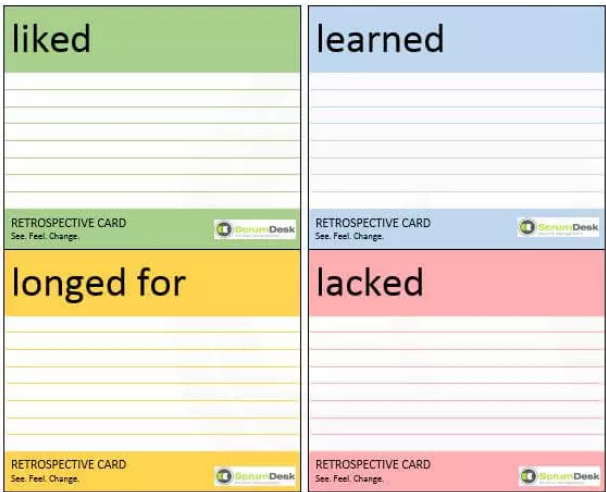 liked
RETROSPECTIVE CARD
See. Feel. Change.
ScrumDesk
learned
RETROSPECTIVE CARD
See. Feel. Change.
ScrumDesk
longed for
RETROSPECTIVE CARD
See. Feel. Change.
ScrumDesk
lacked
RETROSPECTIVE CARD
See. Feel. Change.
ScrumDesk